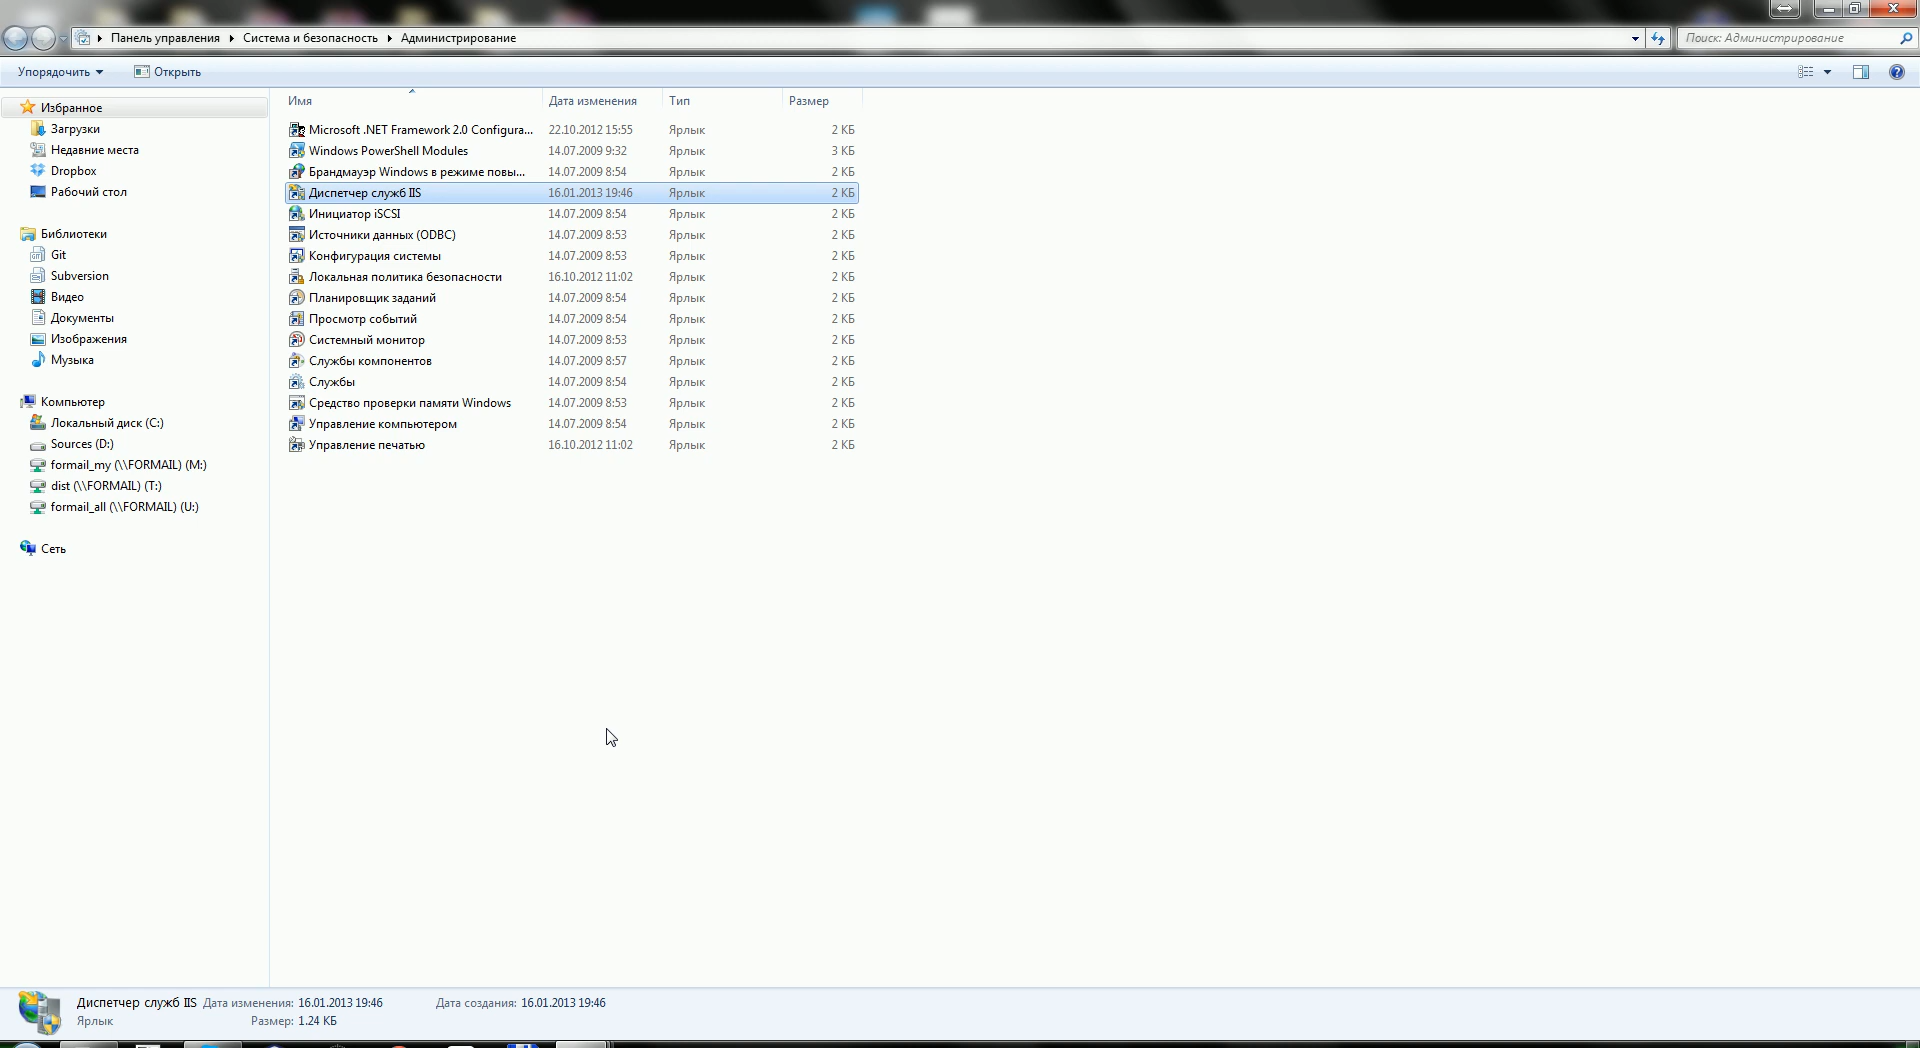 Панель управления ▸ Система и безопасность ▸ Администрирование
Поиск: Администрирование
Упорядочить Открыть
Имя Дата изменения Тип Размер
Избранное
Загрузки
Недавние места
Dropbox
Рабочий стол
Библиотеки
Git
Subversion
Видео
Документы
Изображения
Музыка
Компьютер
Локальный диск (C:)
Sources (D:)
formail_my (\\FORMAIL) (M:)
dist (\\FORMAIL) (T:)
formail_all (\\FORMAIL) (U:)
Сеть
Microsoft .NET Framework 2.0 Configura... 22.10.2012 15:55 Ярлык 2 КБ
Windows PowerShell Modules 14.07.2009 9:32 Ярлык 3 КБ
Брандмауэр Windows в режиме повы... 14.07.2009 8:54 Ярлык 2 КБ
Диспетчер служб IIS 16.01.2013 19:46 Ярлык 2 КБ
Инициатор iSCSI 14.07.2009 8:54 Ярлык 2 КБ
Источники данных (ODBC) 14.07.2009 8:53 Ярлык 2 КБ
Конфигурация системы 14.07.2009 8:53 Ярлык 2 КБ
Локальная политика безопасности 16.10.2012 11:02 Ярлык 2 КБ
Планировщик заданий 14.07.2009 8:54 Ярлык 2 КБ
Просмотр событий 14.07.2009 8:54 Ярлык 2 КБ
Системный монитор 14.07.2009 8:53 Ярлык 2 КБ
Службы компонентов 14.07.2009 8:57 Ярлык 2 КБ
Службы 14.07.2009 8:54 Ярлык 2 КБ
Средство проверки памяти Windows 14.07.2009 8:53 Ярлык 2 КБ
Управление компьютером 14.07.2009 8:54 Ярлык 2 КБ
Управление печатью 16.10.2012 11:02 Ярлык 2 КБ
Диспетчер служб IIS Дата изменения: 16.01.2013 19:46 Дата создания: 16.01.2013 19:46
Ярлык Размер: 1.24 КБ